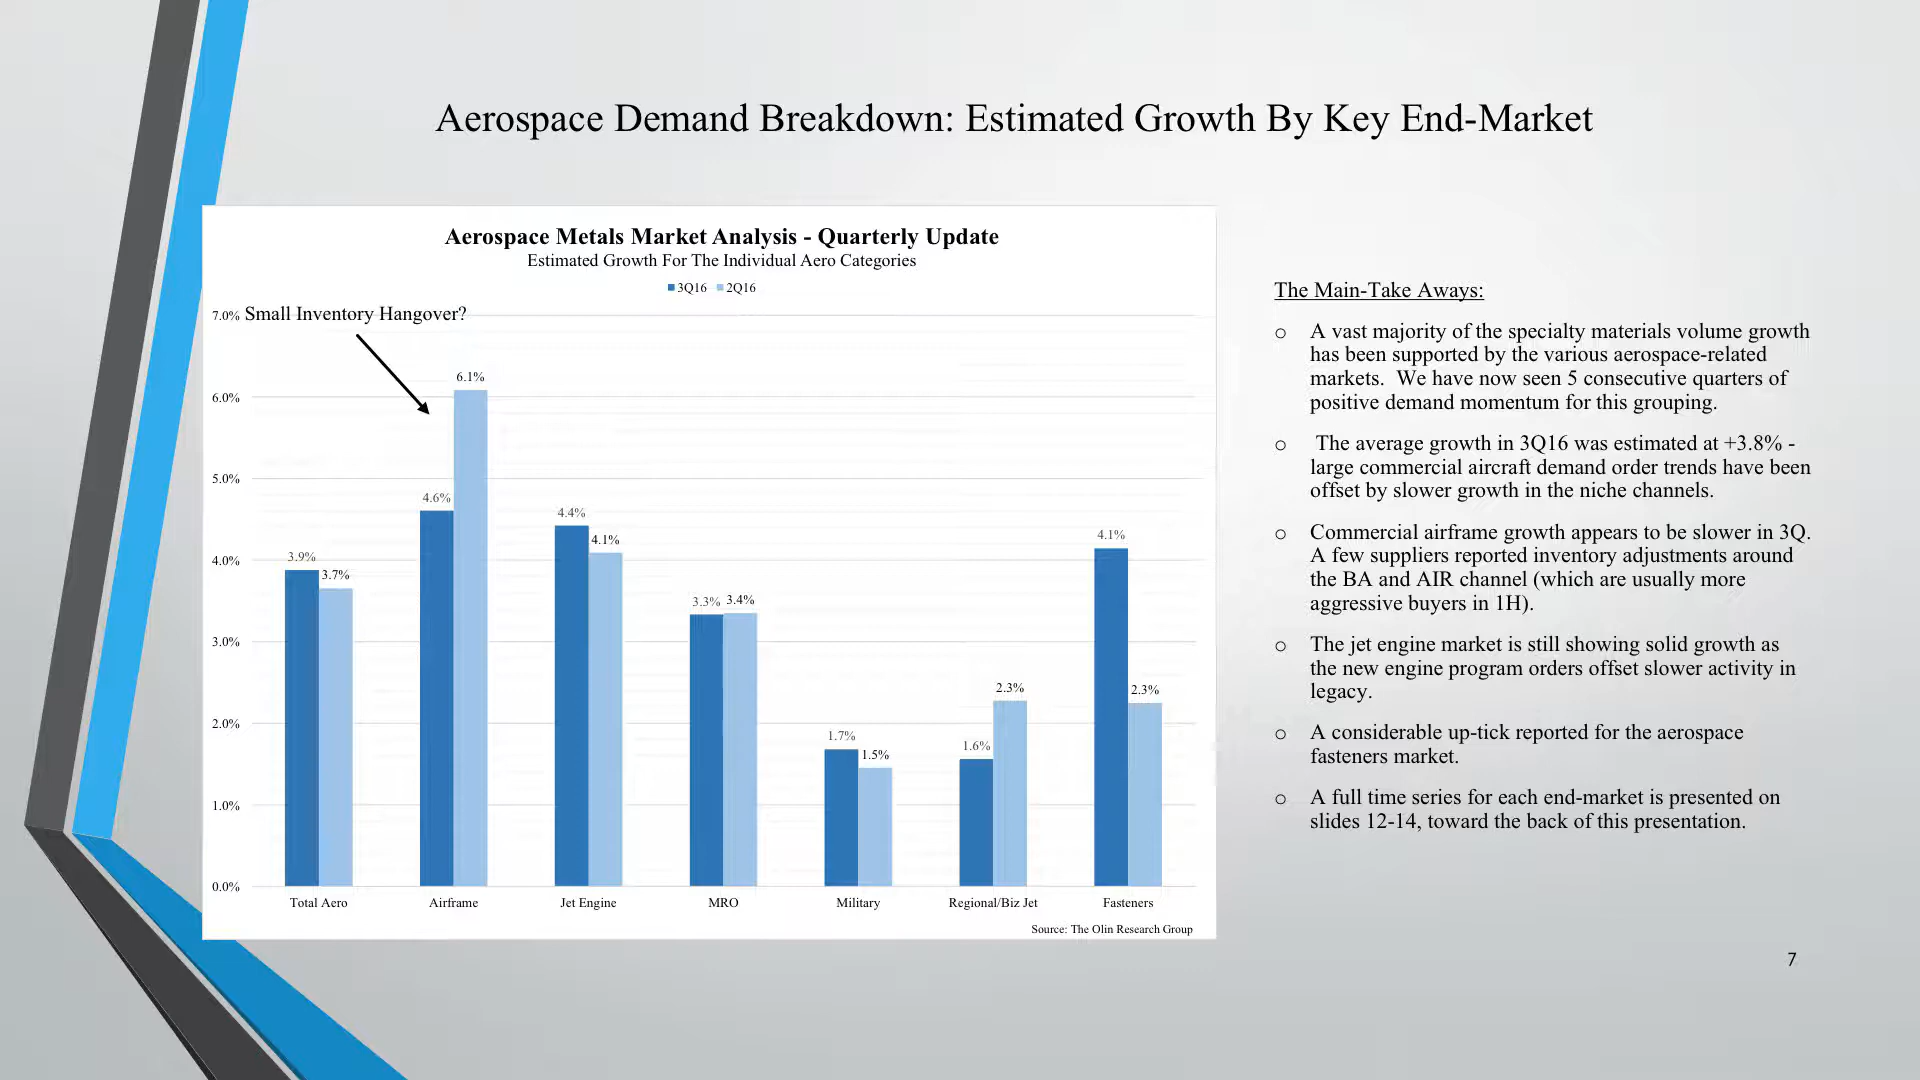 Aerospace Demand Breakdown: Estimated Growth By Key End-Market
Aerospace Metals Market Analysis - Quarterly Update
Estimated Growth For The Individual Aero Categories
3Q16 2Q16
Small Inventory Hangover?
7.0%
6.0%
5.0%
4.0%
3.0%
2.0%
1.0%
0.0%
3.9% 3.7%
4.6% 6.1%
4.4% 4.1%
3.3% 3.4%
1.7% 1.5%
1.6% 2.3%
4.1% 2.3%
Total Aero Airframe Jet Engine MRO Military Regional/Biz Jet Fasteners
Source: The Olin Research Group
The Main-Take Aways:
o A vast majority of the specialty materials volume growth
has been supported by the various aerospace-related
markets. We have now seen 5 consecutive quarters of
positive demand momentum for this grouping.
o The average growth in 3Q16 was estimated at +3.8% -
large commercial aircraft demand order trends have been
offset by slower growth in the niche channels.
o Commercial airframe growth appears to be slower in 3Q.
A few suppliers reported inventory adjustments around
the BA and AIR channel (which are usually more
aggressive buyers in 1H).
o The jet engine market is still showing solid growth as
the new engine program orders offset slower activity in
legacy.
o A considerable up-tick reported for the aerospace
fasteners market.
o A full time series for each end-market is presented on
slides 12-14, toward the back of this presentation.
7